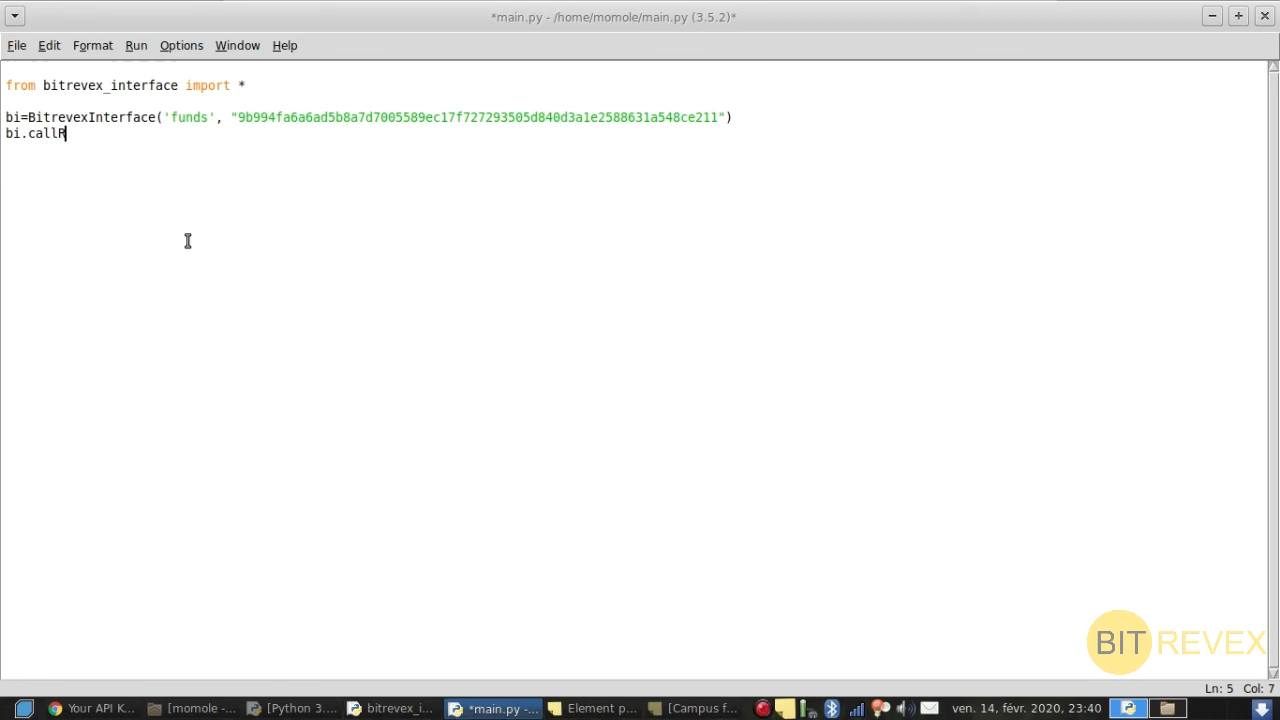 *main.py - /home/momole/main.py (3.5.2)*
File Edit Format Run Options Window Help
from bitrevex_interface import *
bi=BitrevexInterface('funds', "9b994fa6a6ad5b8a7d7005589ec17f727293505d840d3a1e2588631a548ce211")
bi.callR
BIT REVEX
Ln: 5 Col: 7
Your API K... [momole -... [Python 3.... bitrevex_i... *main.py -... Element p... [Campus f... ven. 14, févr. 2020, 23:40